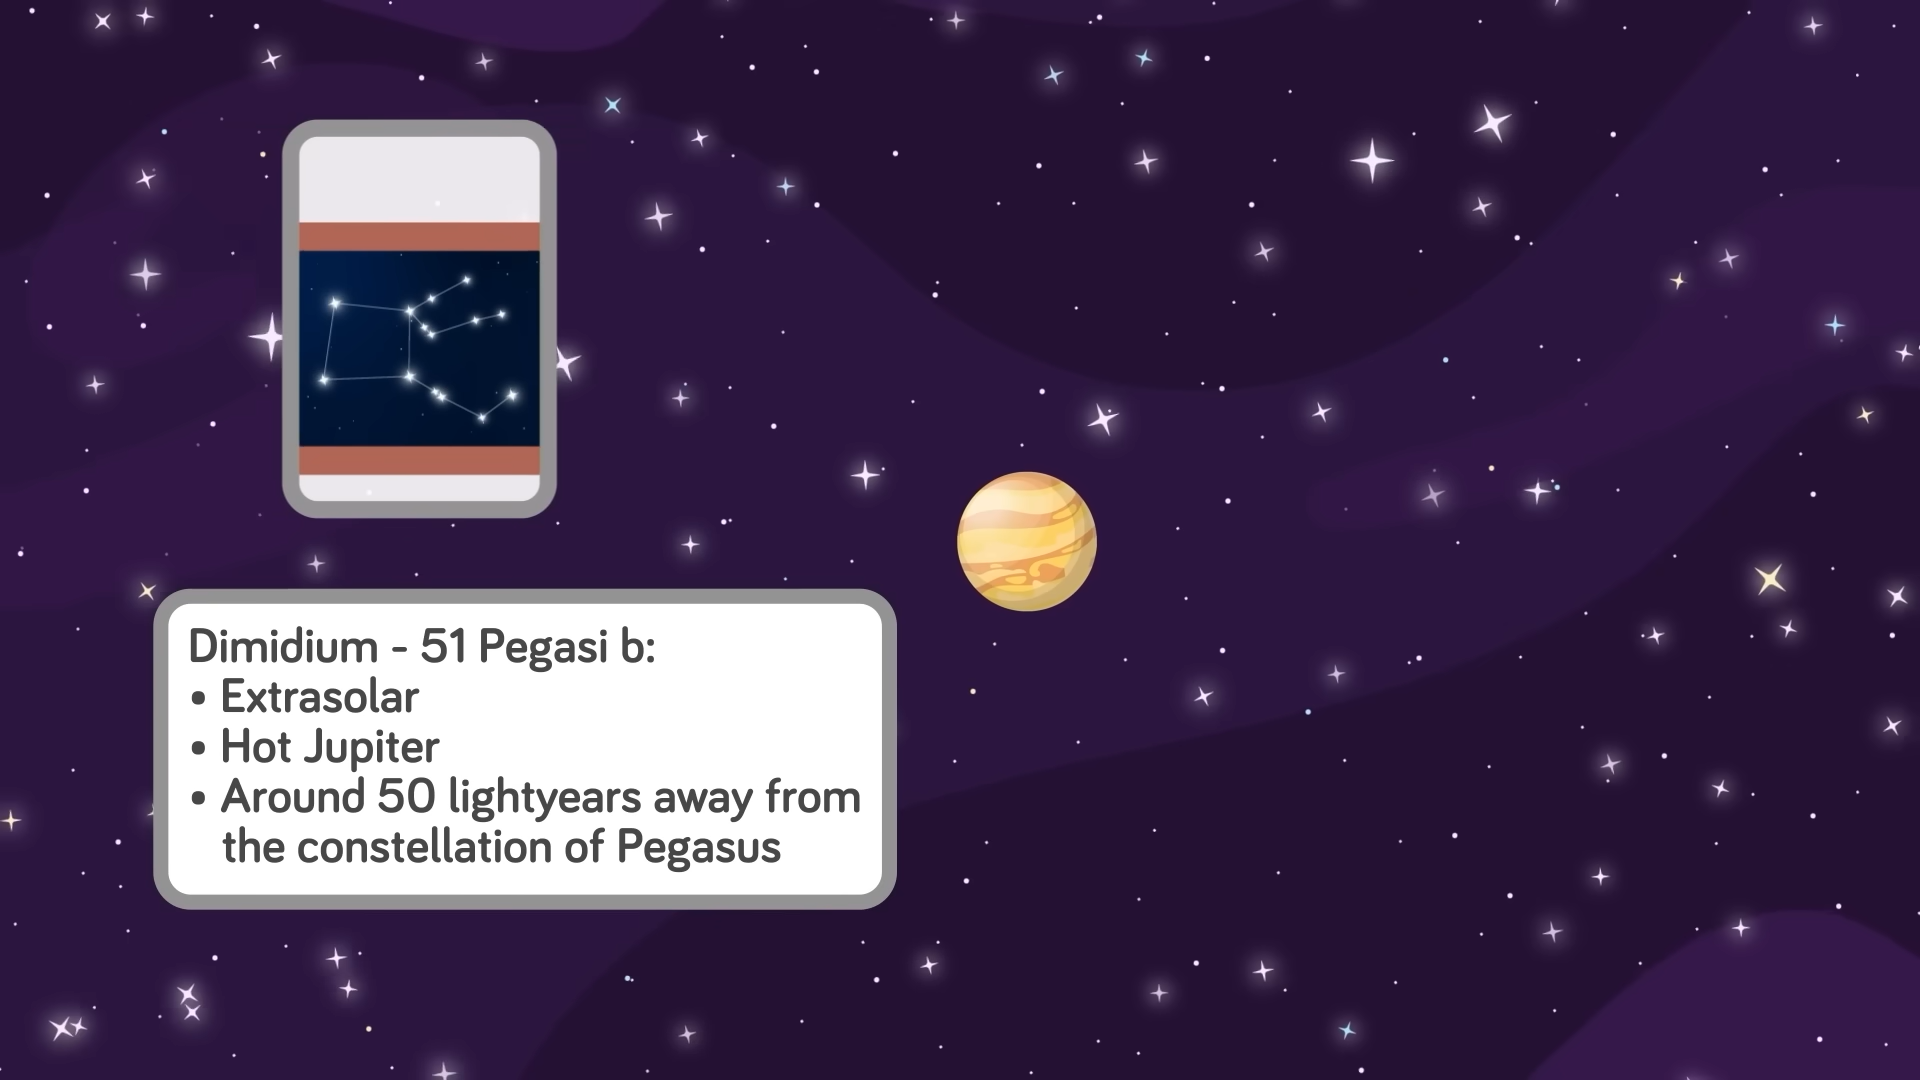 Dimidium - 51 Pegasi b:
• Extrasolar
• Hot Jupiter
• Around 50 lightyears away from
the constellation of Pegasus